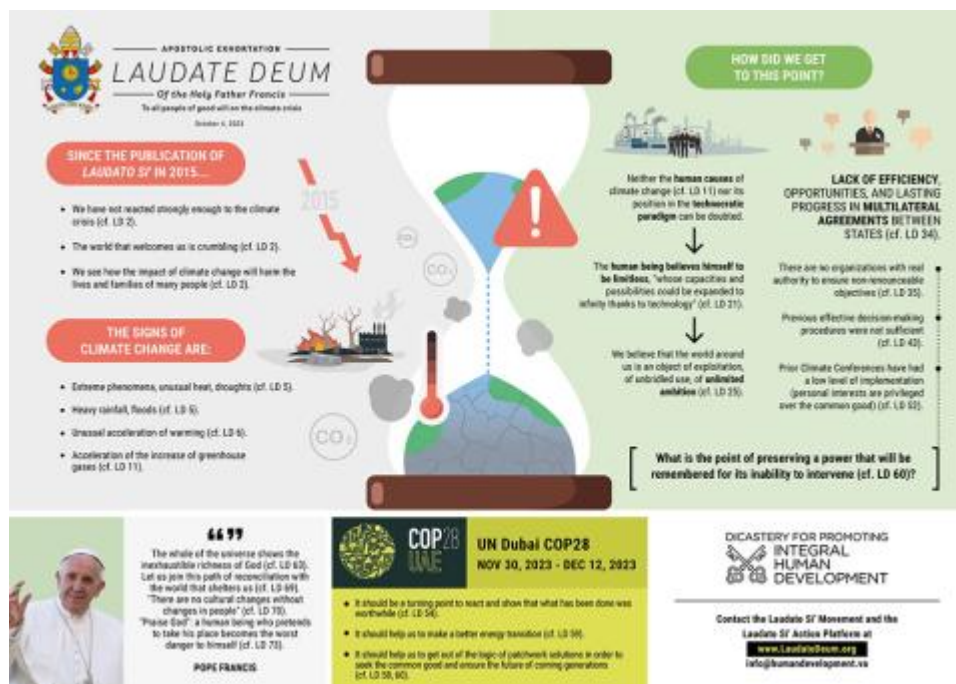 APOSTOLIC EXHORTATION
LAUDATE DEUM
Of the Holy Father Francis
To all people of good will on the climate crisis
October 4, 2023
SINCE THE PUBLICATION OF
LAUDATO SI' IN 2015...
• We have not reacted strongly enough to the climate
crisis (cf. LD 2).
• The world that welcomes us is crumbling (cf. LD 2).
• We see how the impact of climate change will harm the
lives and families of many people (cf. LD 2).
2015
THE SIGNS OF
CLIMATE CHANGE ARE:
• Extreme phenomena, unusual heat, droughts (cf. LD 5).
• Heavy rainfall, floods (cf. LD 5).
• Unusual acceleration of warming (cf. LD 6).
• Acceleration of the increase of greenhouse
gases (cf. LD 11).
CO₂
CO₂
CO₂
HOW DID WE GET
TO THIS POINT?
Neither the human causes of
climate change (cf. LD 11) nor its
position in the technocratic
paradigm can be doubted.
The human being believes himself to
be limitless, "whose capacities and
possibilities could be expanded to
infinity thanks to technology" (cf. LD 21).
We believe that the world around
us is an object of exploitation,
of unbridled use, of unlimited
ambition (cf. LD 25).
LACK OF EFFICIENCY,
OPPORTUNITIES, AND LASTING
PROGRESS IN MULTILATERAL
AGREEMENTS BETWEEN
STATES (cf. LD 34).
There are no organizations with real
authority to ensure non-renounceable
objectives (cf. LD 35).
Previous effective decision-making
procedures were not sufficient
(cf. LD 43).
Prior Climate Conferences have had
a low level of implementation
(personal interests are privileged
over the common good) (cf. LD 52).
What is the point of preserving a power that will be
remembered for its inability to intervene (cf. LD 60)?
The whole of the universe shows the
inexhaustible richness of God (cf. LD 63).
Let us join this path of reconciliation with
the world that shelters us (cf. LD 69).
"There are no cultural changes without
changes in people" (cf. LD 70).
"Praise God": a human being who pretends
to take his place becomes the worst
danger to himself (cf. LD 73).
POPE FRANCIS
COP28
UAE
UN Dubai COP28
NOV 30, 2023 - DEC 12, 2023
• It should be a turning point to react and show that what has been done was
worthwhile (cf. LD 54).
• It should help us to make a better energy transition (cf. LD 59).
• It should help us to get out of the logic of patchwork solutions in order to
seek the common good and ensure the future of coming generations
(cf. LD 58, 60).
DICASTERY FOR PROMOTING
INTEGRAL
HUMAN
DEVELOPMENT
Contact the Laudato Si' Movement and the
Laudato Si' Action Platform at
www.LaudateDeum.org
info@humandevelopment.va